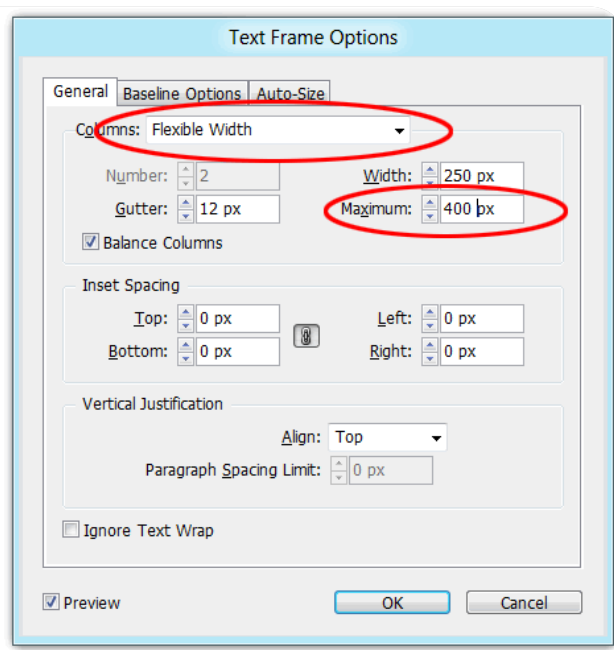 Text Frame Options
General Baseline Options Auto-Size
Columns: Flexible Width
Number: 2 Width: 250 px
Gutter: 12 px Maximum: 400 px
Balance Columns
Inset Spacing
Top: 0 px Left: 0 px
Bottom: 0 px Right: 0 px
Vertical Justification
Align: Top
Paragraph Spacing Limit: 0 px
Ignore Text Wrap
Preview OK Cancel